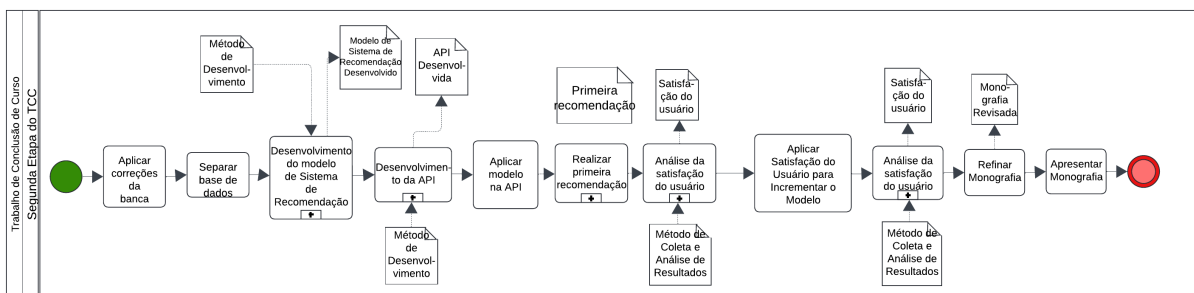 Trabalho de Conclusão de Curso
Segunda Etapa do TCC
Aplicar
correções
da
banca
Separar
base de
dados
Método
de
Desenvol-
vimento
Desenvolvimento
do modelo
de Sistema
de
Recomendação
Modelo de
Sistema de
Recomendação
Desenvolvido
API
Desenvol-
vida
Desenvolvimen-
to da API
Método
de
Desenvol-
vimento
Aplicar
modelo
na API
Primeira
recomendação
Realizar
primeira
recomendação
Satisfa-
ção do
usuário
Análise da
satisfação
do usuário
Método de
Coleta e
Análise de
Resultados
Aplicar
Satisfação do
Usuário para
Incrementar o
Modelo
Satisfa-
ção do
usuário
Análise da
satisfação
do usuário
Método de
Coleta e
Análise de
Resultados
Mono-
grafia
Revisada
Refinar
Monografia
Apresentar
Monografia